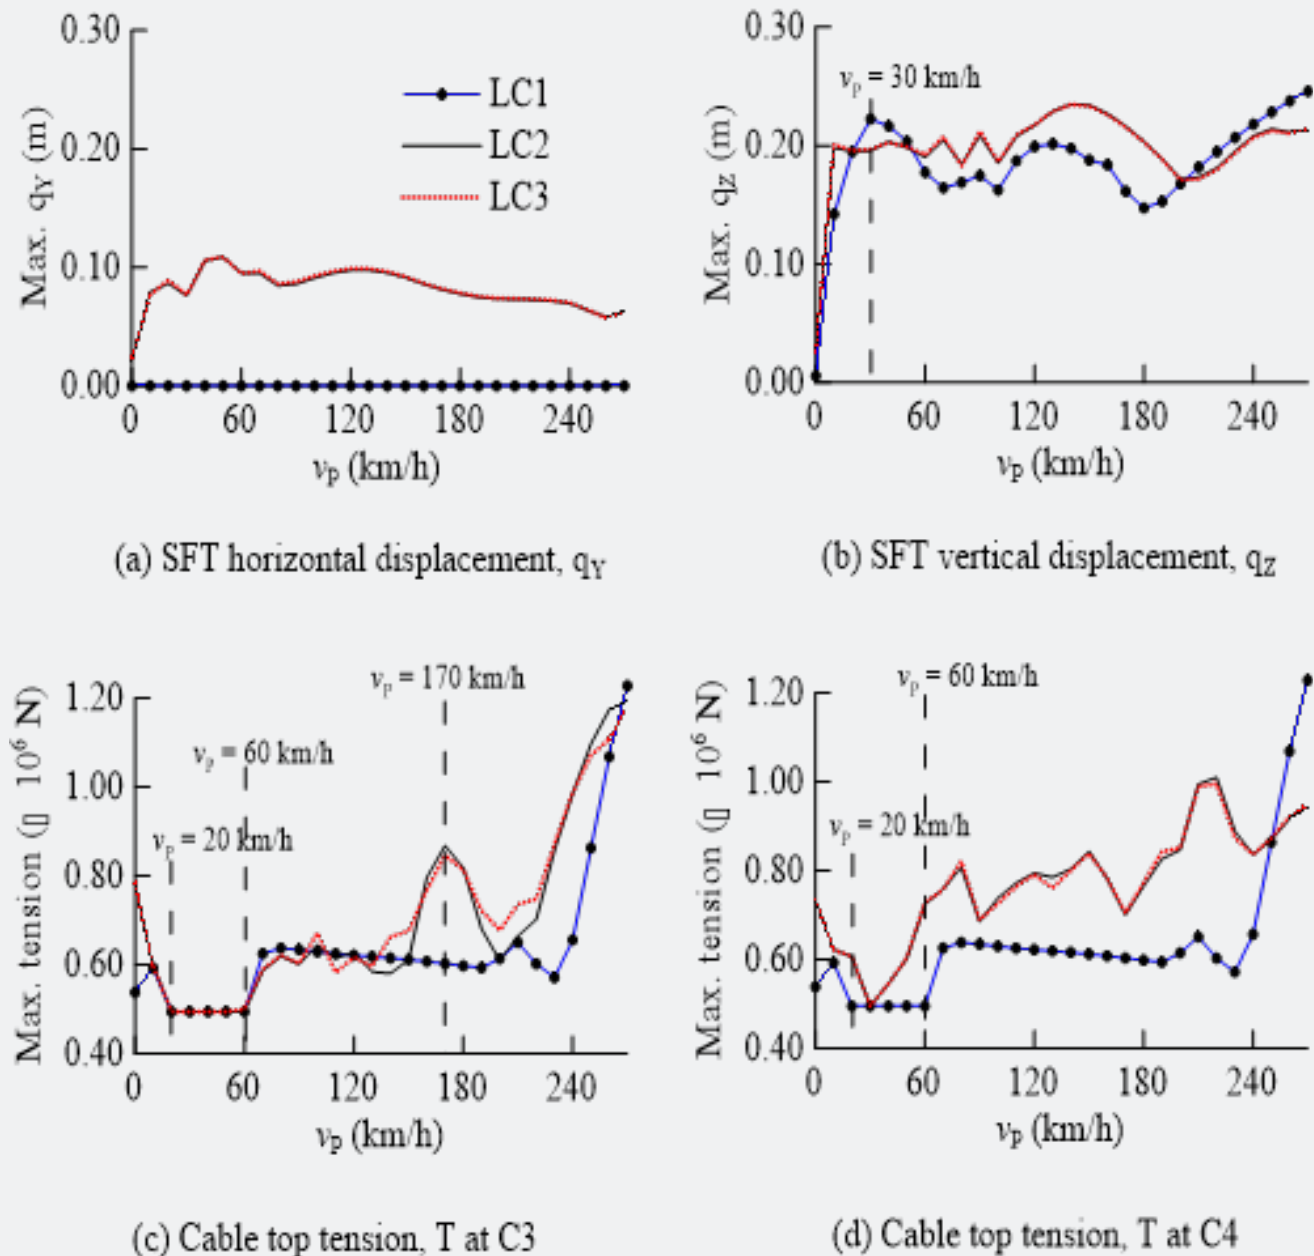 0.30
0.20
0.10
0.00
Max. qY (m)
LC1
LC2
LC3
0 60 120 180 240
vp (km/h)
(a) SFT horizontal displacement, qY
0.30
0.20
0.10
0.00
Max. qZ (m)
vp = 30 km/h
0 60 120 180 240
vp (km/h)
(b) SFT vertical displacement, qZ
1.20
1.00
0.80
0.60
0.40
Max. tension (▯ 10⁶ N)
vp = 170 km/h
vp = 60 km/h
vp = 20 km/h
0 60 120 180 240
vp (km/h)
(c) Cable top tension, T at C3
1.20
1.00
0.80
0.60
0.40
Max. tension (▯ 10⁶ N)
vp = 60 km/h
vp = 20 km/h
0 60 120 180 240
vp (km/h)
(d) Cable top tension, T at C4